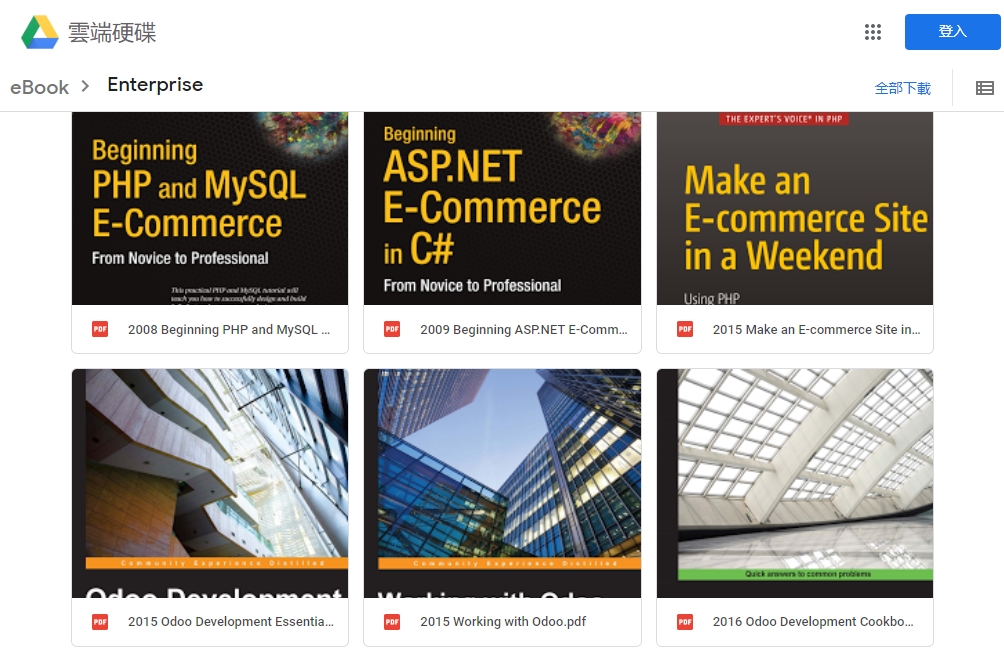 雲端硬碟
登入
eBook
Enterprise
全部下載
Beginning
PHP and MySQL
E-Commerce
From Novice to Professional
This practical PHP and MySQL tutorial will
teach you how to successfully design and build
Beginning
ASP.NET
E-Commerce
in C#
From Novice to Professional
THE EXPERT'S VOICE® IN PHP
Make an
E-commerce Site
in a Weekend
Using PHP
PDF
2008 Beginning PHP and MySQL ...
PDF
2009 Beginning ASP.NET E-Comm...
PDF
2015 Make an E-commerce Site in...
Community Experience Distilled
Odoo Development
Community Experience Distilled
Working with Odoo
Quick answers to common problems
PDF
2015 Odoo Development Essentia...
PDF
2015 Working with Odoo.pdf
PDF
2016 Odoo Development Cookbo...